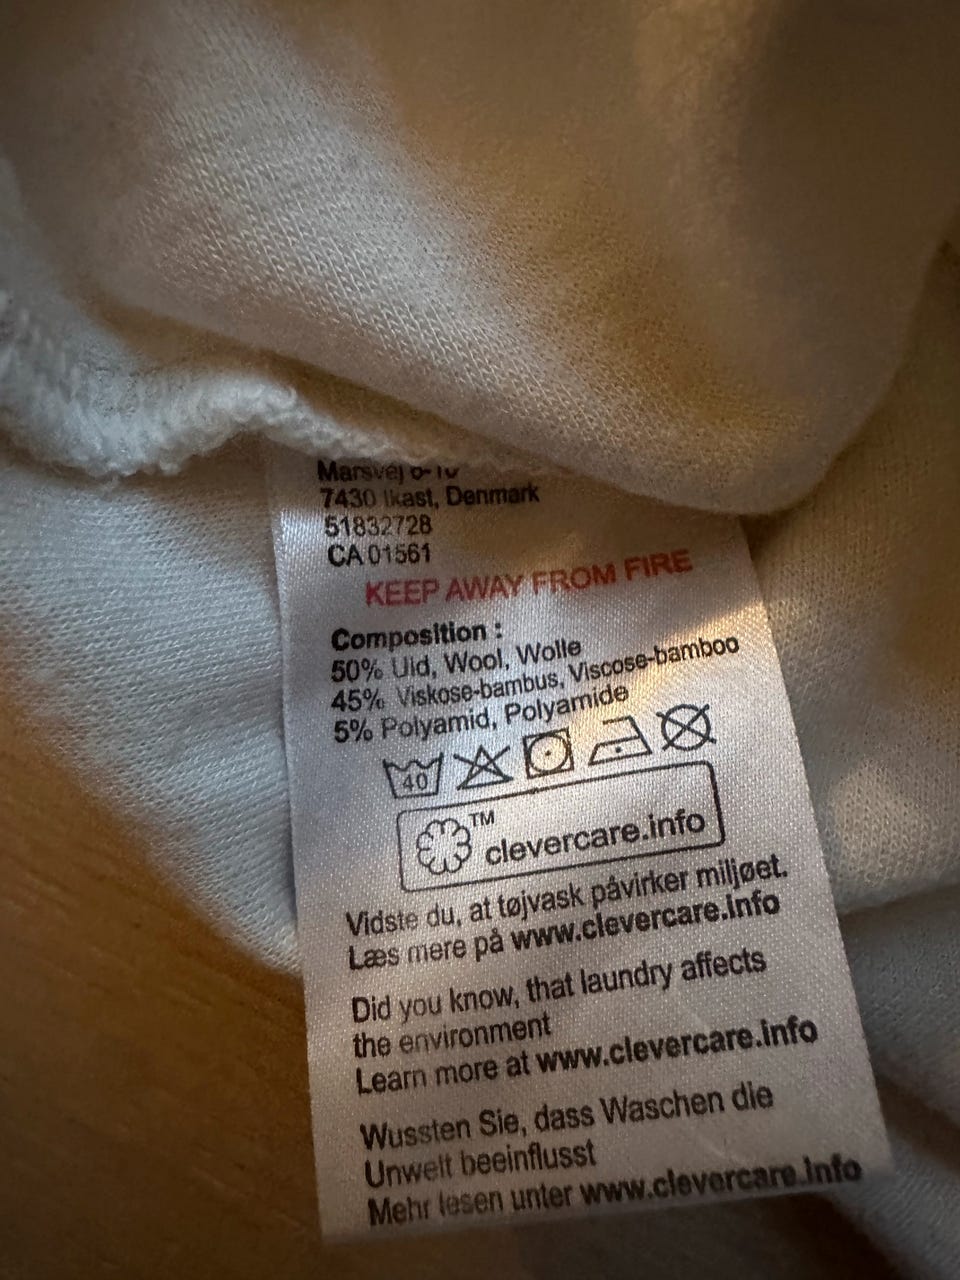 Marsvej 6-10
7430 Ikast, Denmark
51832728
CA 01561
KEEP AWAY FROM FIRE
Composition :
50% Uld, Wool, Wolle
45% Viskose-bambus, Viscose-bamboo
5% Polyamid, Polyamide
40
TM
clevercare.info
Vidste du, at tøjvask påvirker miljøet.
Læs mere på www.clevercare.info
Did you know, that laundry affects
the environment
Learn more at www.clevercare.info
Wussten Sie, dass Waschen die
Umwelt beeinflusst
Mehr lesen unter www.clevercare.info